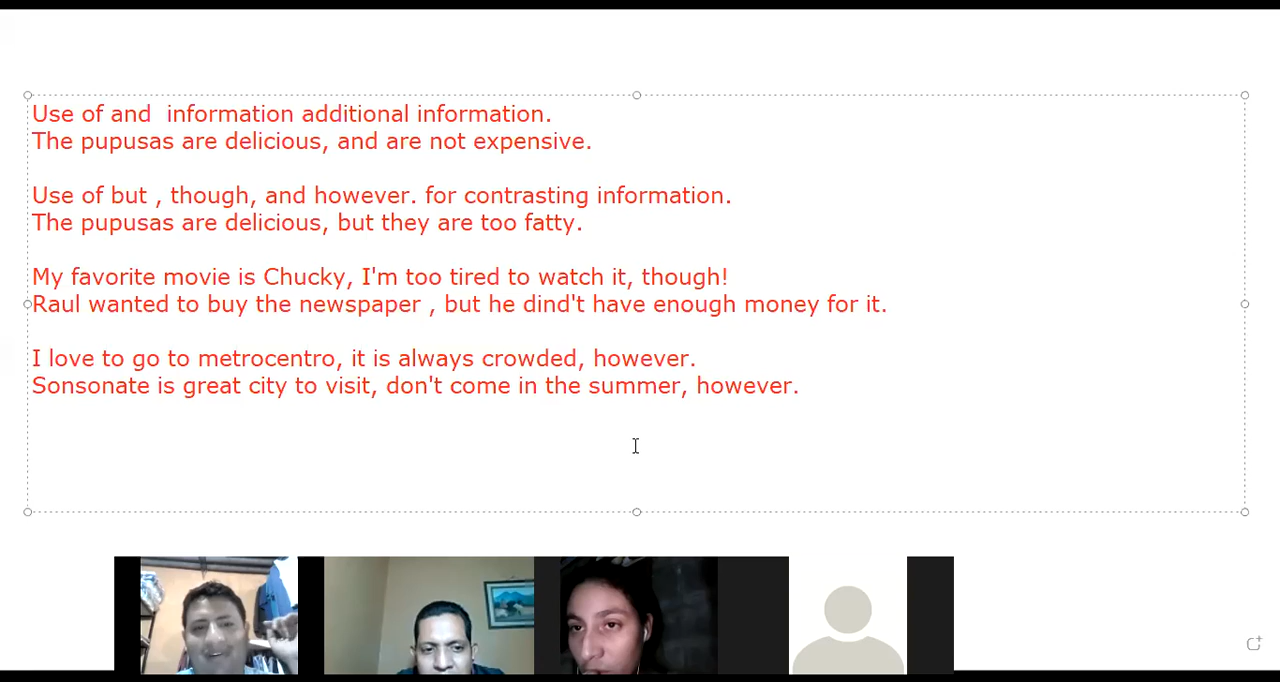 Use of and  information additional information.
The pupusas are delicious, and are not expensive.
Use of but , though, and however. for contrasting information.
The pupusas are delicious, but they are too fatty.
My favorite movie is Chucky, I'm too tired to watch it, though!
Raul wanted to buy the newspaper , but he dind't have enough money for it.
I love to go to metrocentro, it is always crowded, however.
Sonsonate is great city to visit, don't come in the summer, however.